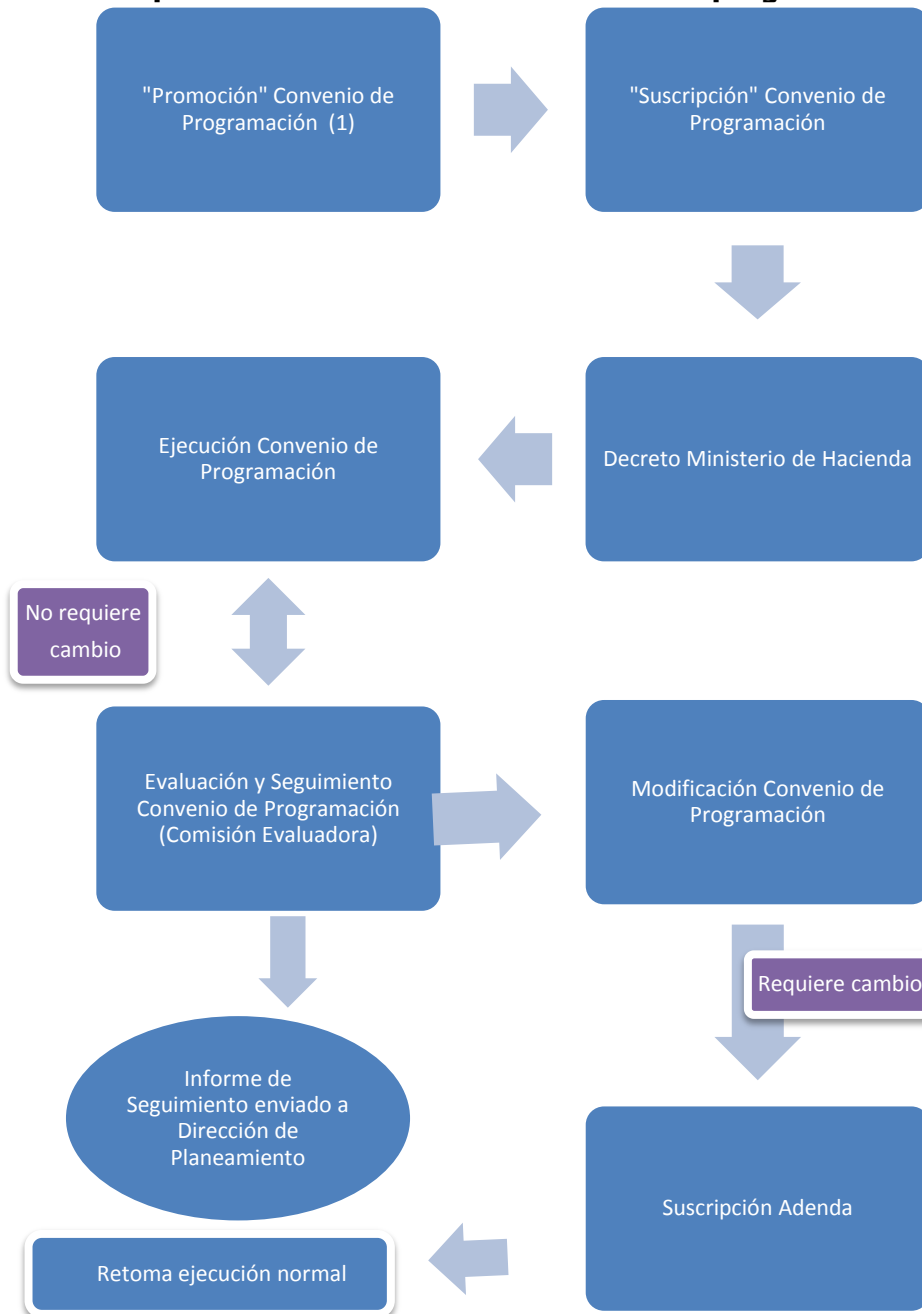 "Promoción" Convenio de
Programación (1)
"Suscripción" Convenio de
Programación
Ejecución Convenio de
Programación
Decreto Ministerio de Hacienda
No requiere
cambio
Evaluación y Seguimiento
Convenio de Programación
(Comisión Evaluadora)
Modificación Convenio de
Programación
Requiere cambio
Informe de
Seguimiento enviado a
Dirección de
Planeamiento
Suscripción Adenda
Retoma ejecución normal